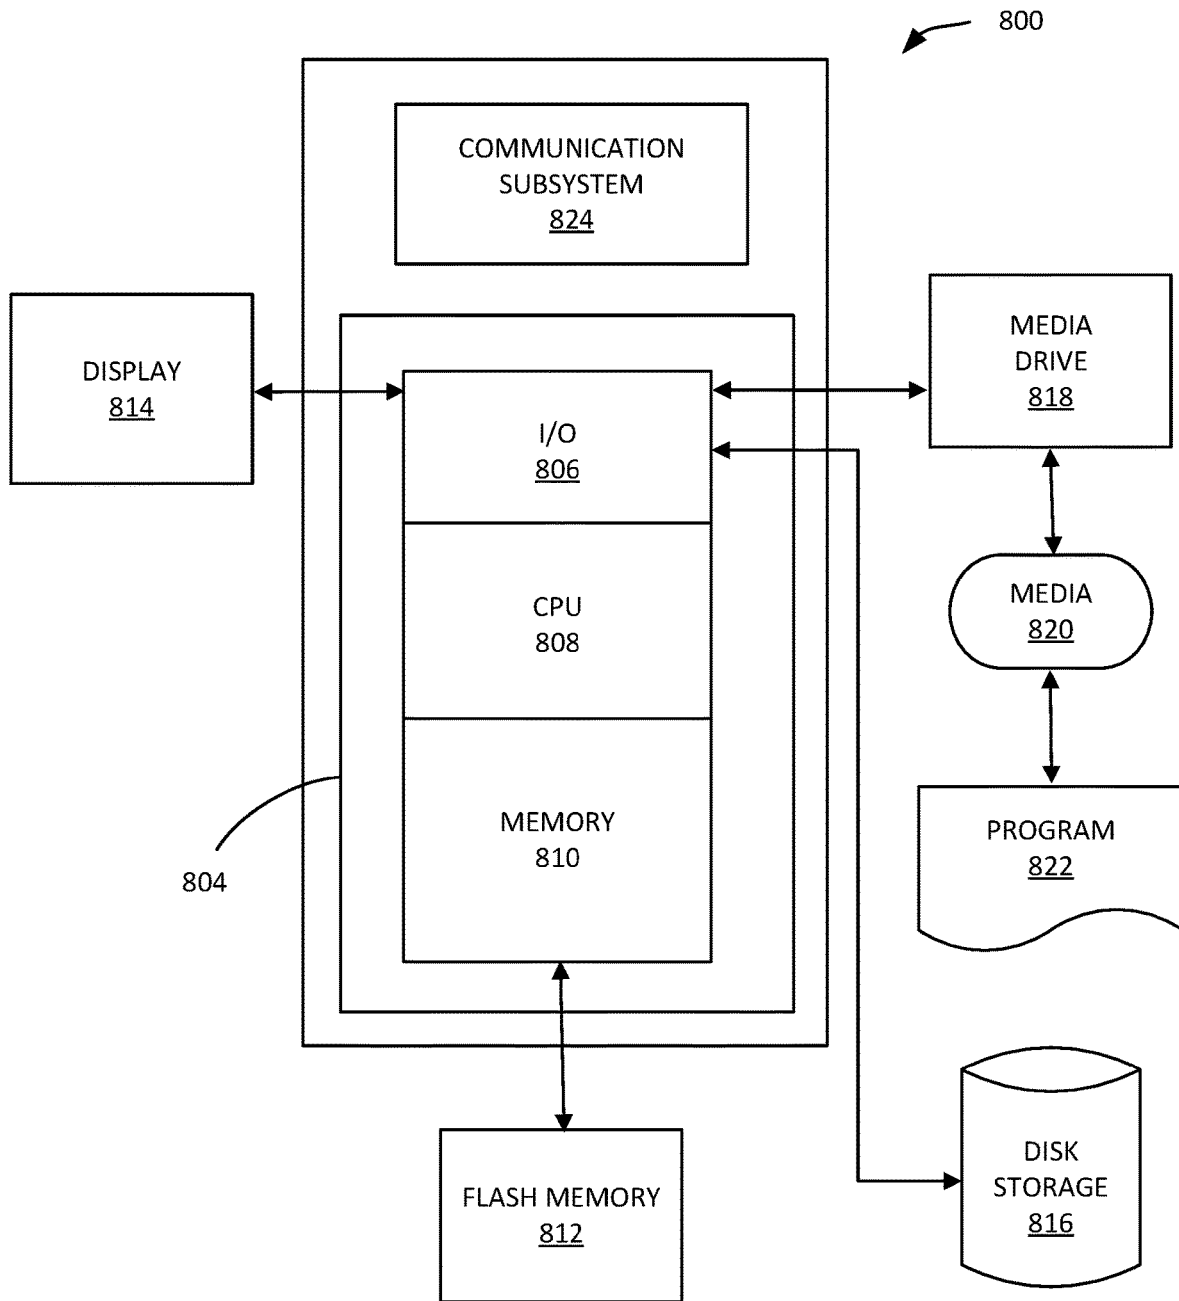 800
COMMUNICATION
SUBSYSTEM
824
DISPLAY
814
MEDIA
DRIVE
818
I/O
806
CPU
808
MEDIA
820
MEMORY
810
PROGRAM
822
804
FLASH MEMORY
812
DISK
STORAGE
816